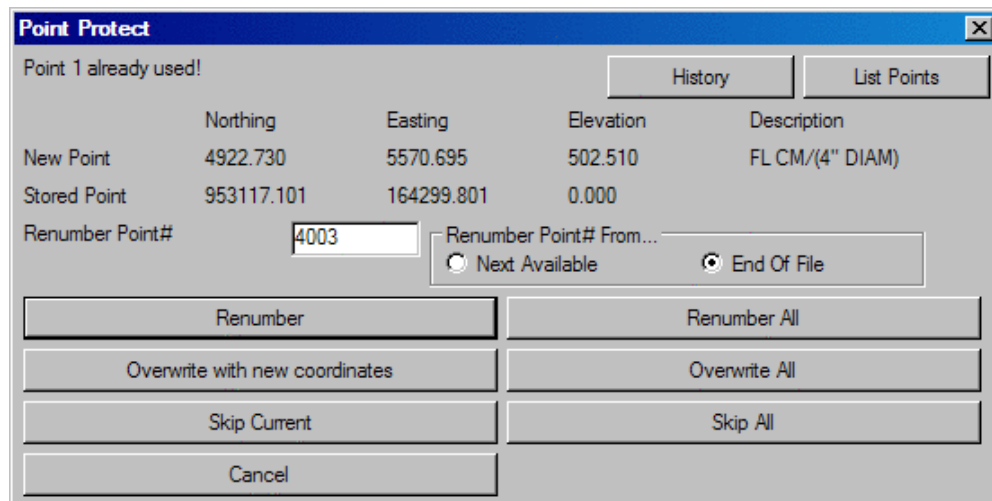 Point Protect
Point 1 already used!
History List Points
Northing Easting Elevation Description
New Point 4922.730 5570.695 502.510 FL CM/(4" DIAM)
Stored Point 953117.101 164299.801 0.000
Renumber Point# 4003 Renumber Point# From...
Next Available End Of File
Renumber Renumber All
Overwrite with new coordinates Overwrite All
Skip Current Skip All
Cancel